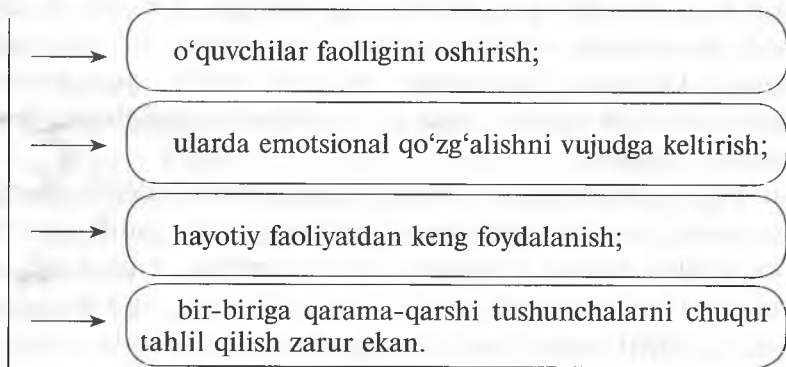 o‘quvchilar faolligini oshirish;
ularda emotsional qo‘zg‘alishni vujudga keltirish;
hayotiy faoliyatdan keng foydalanish;
bir-biriga qarama-qarshi tushunchalarni chuqur
tahlil qilish zarur ekan.